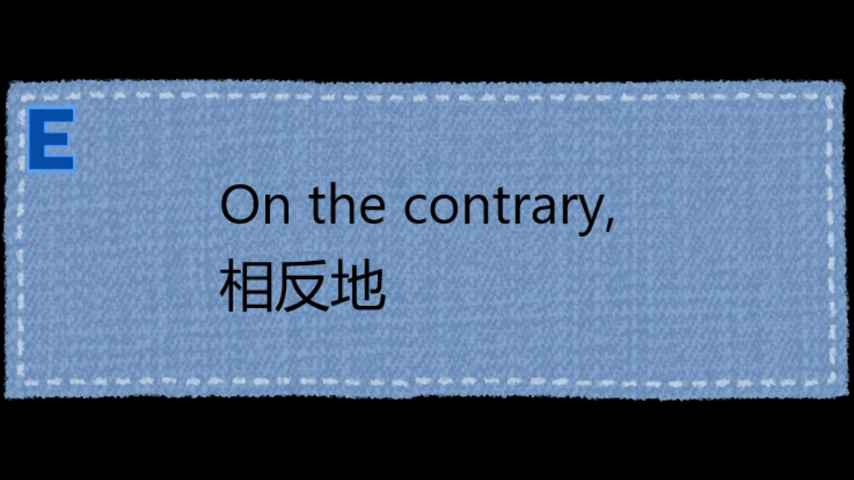 E
On the contrary,
相反地